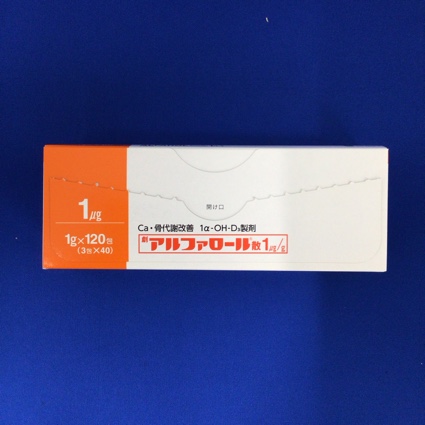 1μg
1g×120包
(3包×40)
開け口
Ca・骨代謝改善 1α-OH-D₃製剤
劇 アルファロール散1μg/g